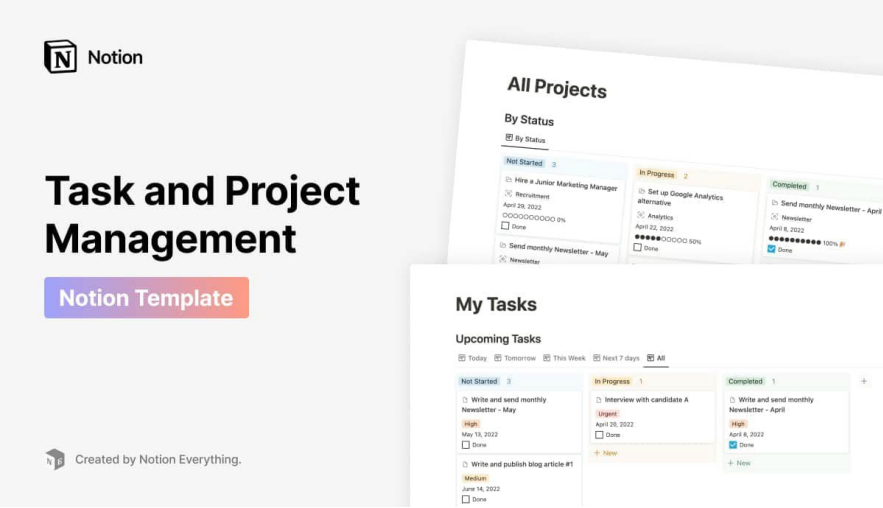 Notion
Task and Project
Management
Notion Template
N E
Created by Notion Everything.
All Projects
By Status
By Status
Not Started 3
Hire a Junior Marketing Manager
Recruitment
April 29, 2022
0%
Done
Send monthly Newsletter - May
Newsletter
In Progress 2
Set up Google Analytics
alternative
Analytics
April 22, 2022
50%
Done
Completed 1
Send monthly Newsletter - April
Newsletter
April 8, 2022
100% 🎉
Done
My Tasks
Upcoming Tasks
Today Tomorrow This Week Next 7 days All
Not Started 3
Write and send monthly
Newsletter - May
High
May 13, 2022
Done
Write and publish blog article #1
Medium
June 14, 2022
Done
In Progress 1
Interview with candidate A
Urgent
April 20, 2022
Done
+ New
Completed 1
Write and send monthly
Newsletter - April
High
April 8, 2022
Done
+ New
+